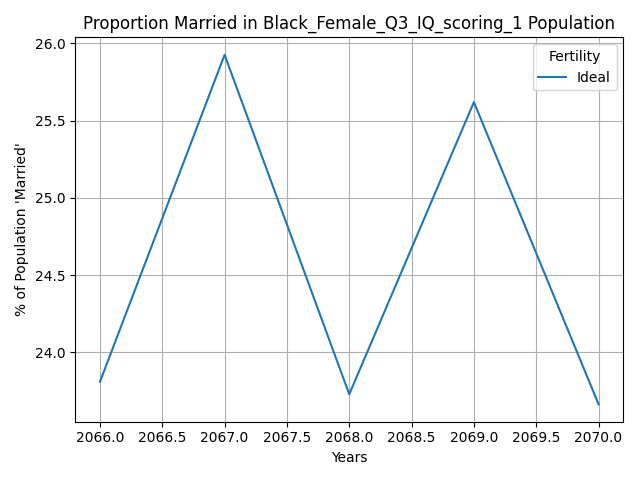 Proportion Married in Black_Female_Q3_IQ_scoring_1 Population
26.0
Fertility
Ideal
25.5
25.0
24.5
24.0
% of Population 'Married'
2066.0 2066.5 2067.0 2067.5 2068.0 2068.5 2069.0 2069.5 2070.0
Years